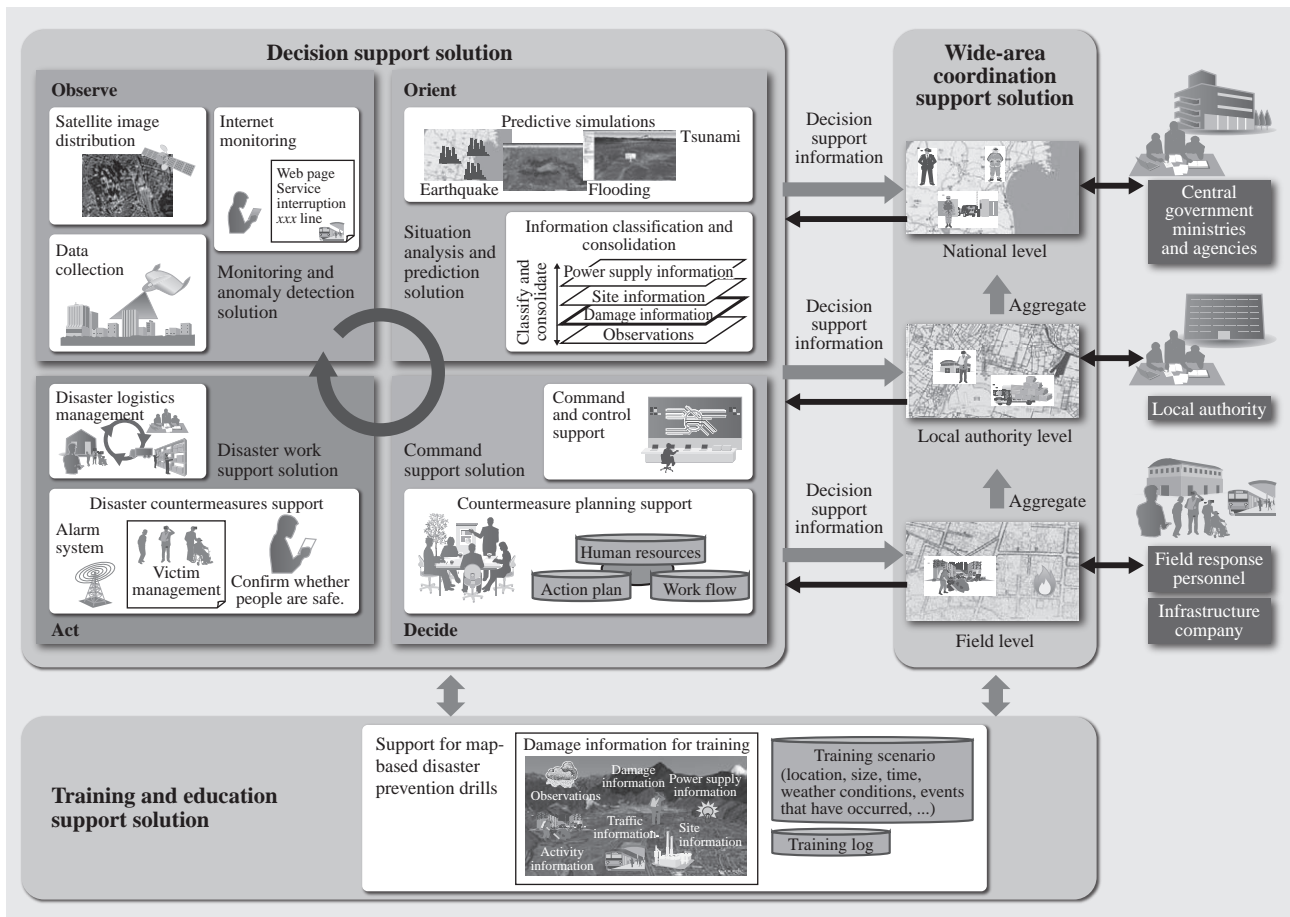 Decision support solution
Observe
Satellite image
distribution
Internet
monitoring
Web page
Service
interruption
xxx line
Data
collection
Monitoring and
anomaly detection
solution
Orient
Predictive simulations
Tsunami
Earthquake
Flooding
Situation
analysis and
prediction
solution
Information classification and
consolidation
Classify and
consolidate
Power supply information
Site information
Damage information
Observations
Disaster logistics
management
Disaster work
support solution
Disaster countermeasures support
Alarm
system
Victim
management
Confirm whether
people are safe.
Act
Command
support solution
Command
and control
support
Countermeasure planning support
Human resources
Action plan
Work flow
Decide
Decision
support
information
Decision
support
information
Decision
support
information
Wide-area
coordination
support solution
National level
Aggregate
Local authority level
Aggregate
Field level
Central
government
ministries
and agencies
Local authority
Field response
personnel
Infrastructure
company
Training and education
support solution
Support for map-
based disaster
prevention drills
Damage information for training
Observations
Damage
information
Power supply
information
Traffic
information
Site
information
Activity
information
Training scenario
(location, size, time,
weather conditions, events
that have occurred, ...)
Training log